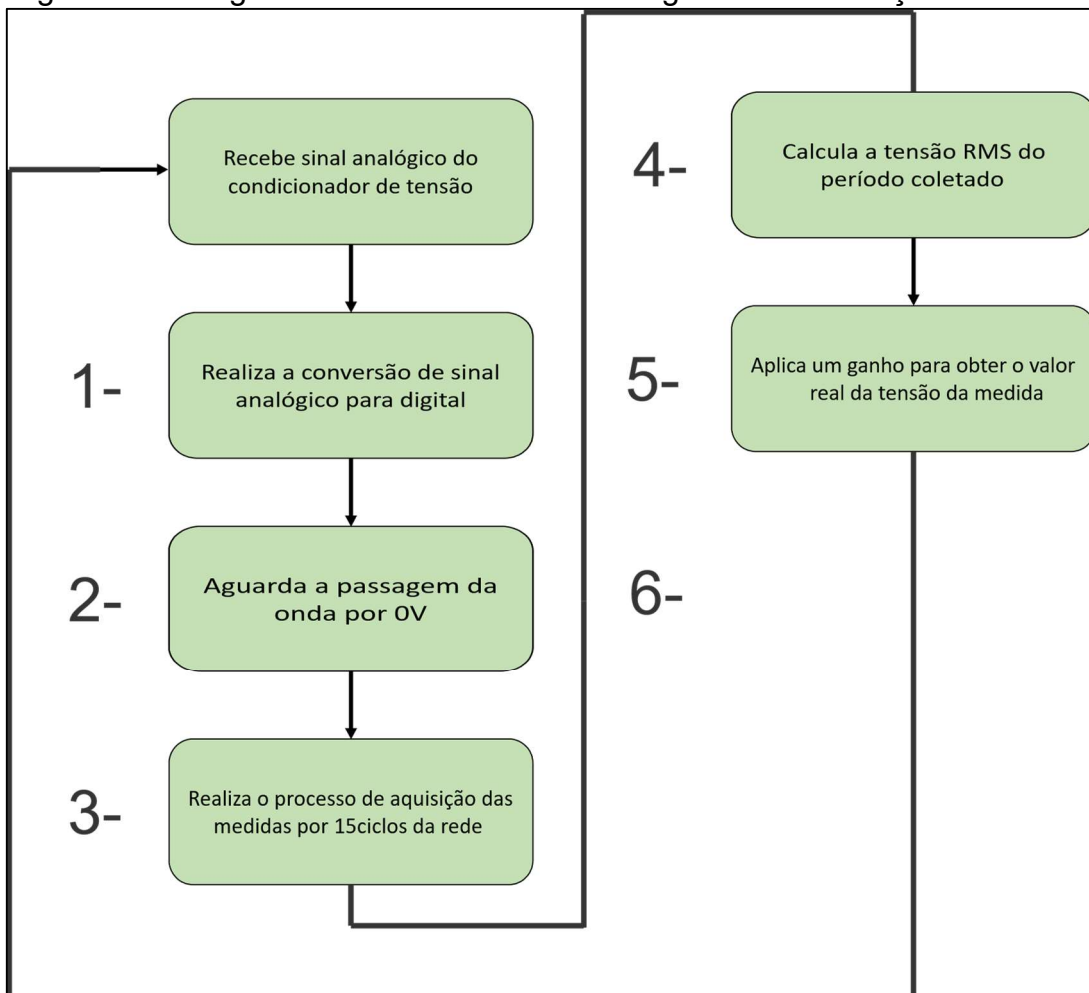 Recebe sinal analógico do
condicionador de tensão
1-
Realiza a conversão de sinal
analógico para digital
2-
Aguarda a passagem da
onda por 0V
3-
Realiza o processo de aquisição das
medidas por 15ciclos da rede
4-
Calcula a tensão RMS do
período coletado
5-
Aplica um ganho para obter o valor
real da tensão da medida
6-